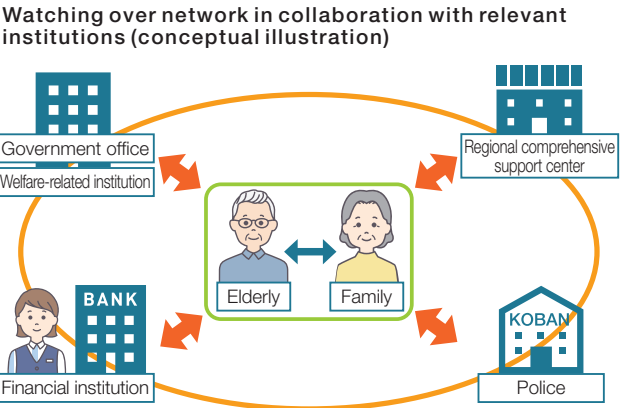 Watching over network in collaboration with relevant
institutions (conceptual illustration)
Government office
Welfare-related institution
Regional comprehensive
support center
Elderly
Family
BANK
Financial institution
KOBAN
Police